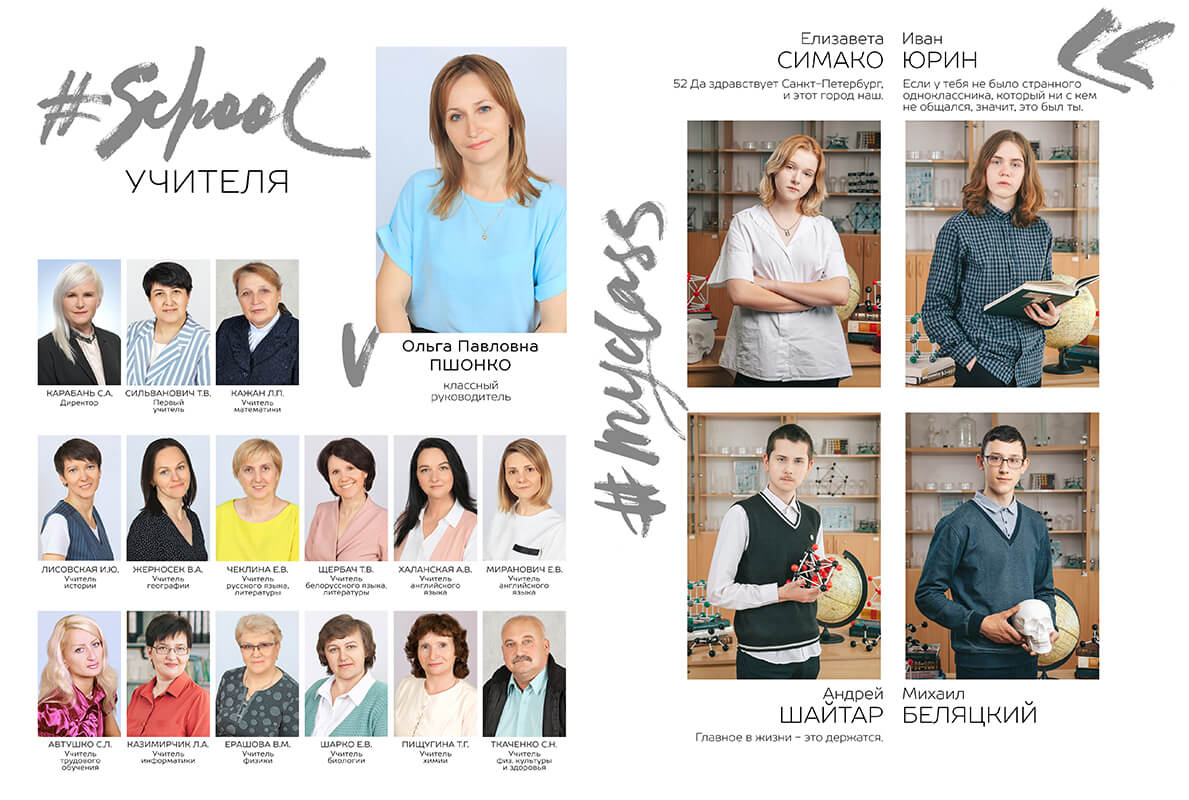 #School
УЧИТЕЛЯ
Ольга Павловна
ПШОНКО
классный
руководитель
КАРАБАНЬ С.А.
Директор
СИЛЬВАНОВИЧ Т.В.
Первый
учитель
КАЖАН Л.П.
Учитель
математики
ЛИСОВСКАЯ И.Ю.
Учитель
истории
ЖЕРНОСЕК В.А.
Учитель
географии
ЧЕКЛИНА Е.В.
Учитель
русского языка,
литературы
ЩЕРБАЧ Т.В.
Учитель
белорусского языка,
литературы
ХАЛАНСКАЯ А.В.
Учитель
английского
языка
МИРАНОВИЧ Е.В.
Учитель
английского
языка
АВТУШКО С.Л.
Учитель
трудового
обучения
КАЗИМИРЧИК Л.А.
Учитель
информатики
ЕРАШОВА В.М.
Учитель
физики
ШАРКО Е.В.
Учитель
биологии
ПИЩУГИНА Т.Г.
Учитель
химии
ТКАЧЕНКО С.Н.
Учитель
физ. культуры
и здоровья
#myclass
Елизавета
СИМАКО
52 Да здравствует Санкт-Петербург,
и этот город наш.
Иван
ЮРИН
Если у тебя не было странного
одноклассника, который ни с кем
не общался, значит, это был ты.
Андрей
ШАЙТАР
Главное в жизни - это держатся.
Михаил
БЕЛЯЦКИЙ